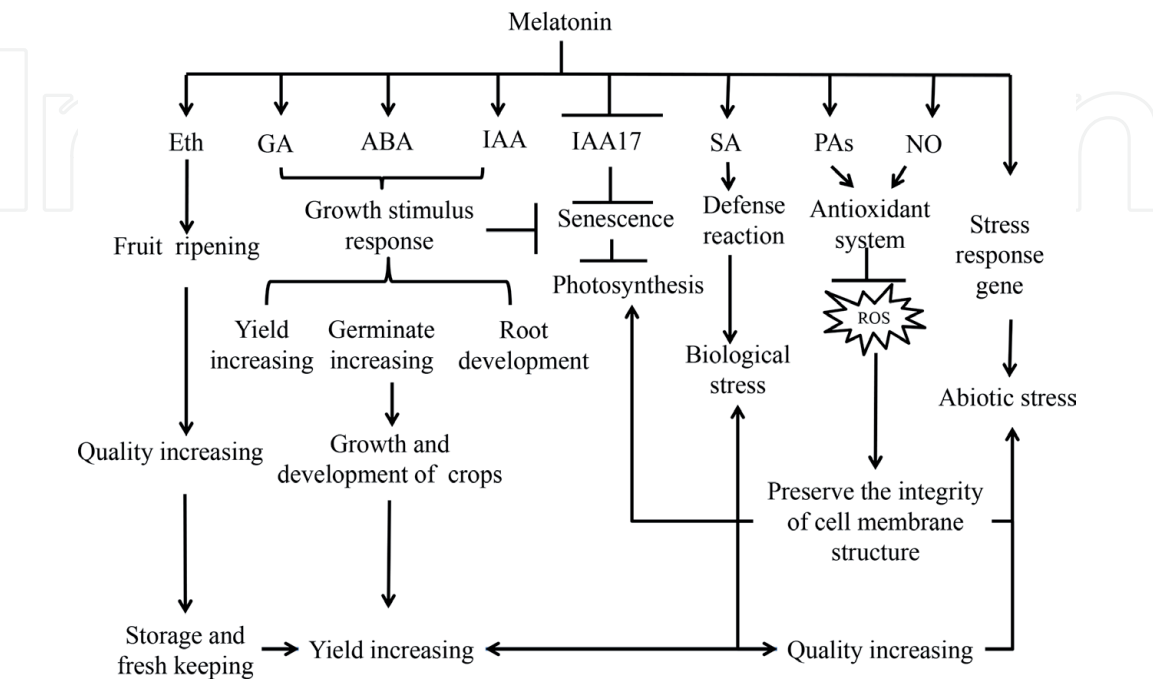 Melatonin
Eth
GA
ABA
IAA
IAA17
SA
PAs
NO
Growth stimulus
response
Senescence
Defense
reaction
Antioxidant
system
Stress
response
gene
Fruit ripening
Photosynthesis
ROS
Yield
increasing
Germinate
increasing
Root
development
Biological
stress
Abiotic stress
Quality increasing
Growth and
development of crops
Preserve the integrity
of cell membrane
structure
Storage and
fresh keeping
Yield increasing
Quality increasing